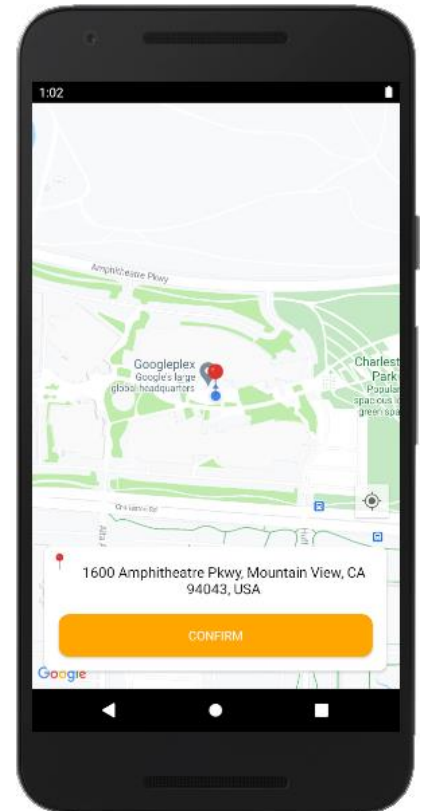 1:02
Amphitheatre Pkwy
Googleplex
Google's large
global headquarters
Charlest
Park
Popular
spacious
green spa
1600 Amphitheatre Pkwy, Mountain View, CA
94043, USA
CONFIRM
Google